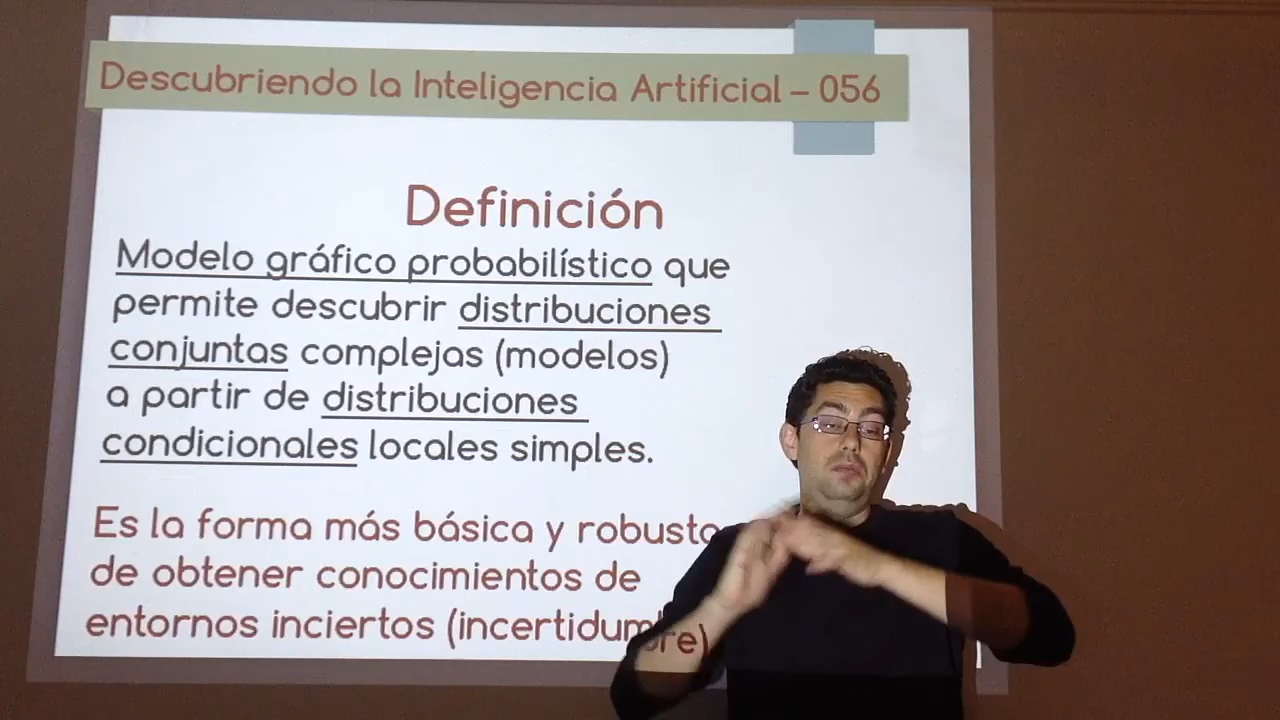 Descubriendo la Inteligencia Artificial – 056
Definición
Modelo gráfico probabilístico que
permite descubrir distribuciones
conjuntas complejas (modelos)
a partir de distribuciones
condicionales locales simples.
Es la forma más básica y robusta
de obtener conocimientos de
entornos inciertos (incertidumbre)